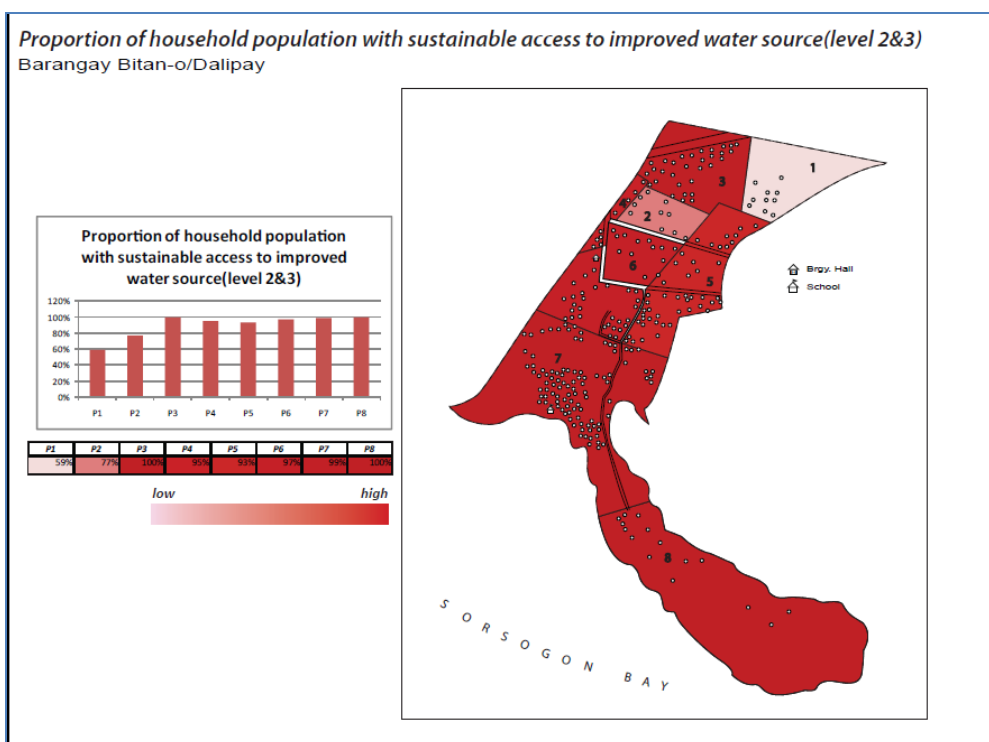 Proportion of household population with sustainable access to improved water source(level 2&3)
Barangay Bitan-o/Dalipay
Proportion of household population
with sustainable access to improved
water source(level 2&3)
120%
100%
80%
60%
40%
20%
0%
P1 P2 P3 P4 P5 P6 P7 P8
P1 P2 P3 P4 P5 P6 P7 P8
59% 77% 100% 95% 93% 97% 99% 100%
low high
1
3
4
2
6
5
7
8
Brgy. Hall
School
SORSOGON BAY